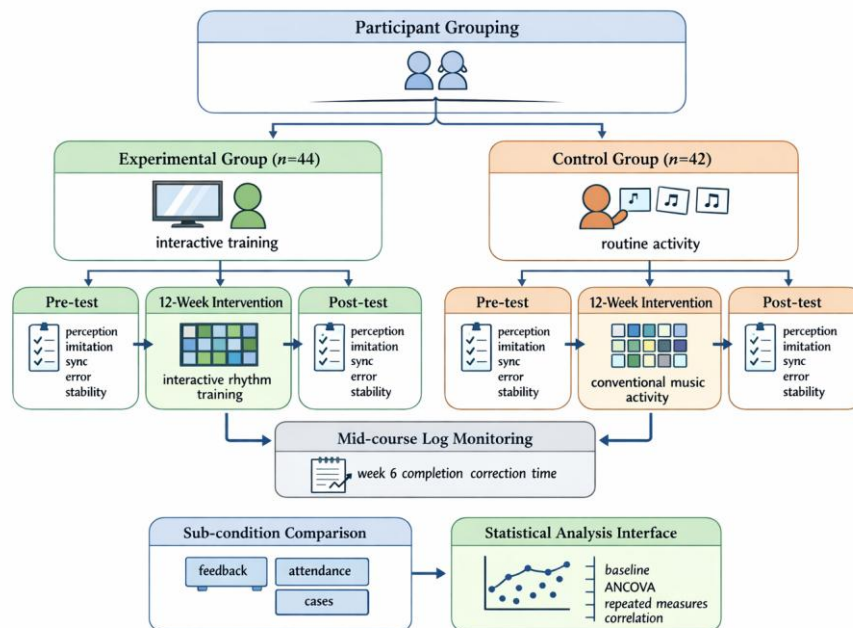 Participant Grouping
Experimental Group (n=44)
interactive training
Control Group (n=42)
routine activity
Pre-test
perception
imitation
sync
error
stability
12-Week Intervention
interactive rhythm
training
Post-test
perception
imitation
sync
error
stability
Pre-test
perception
imitation
sync
error
stability
12-Week Intervention
conventional music
activity
Post-test
perception
imitation
sync
error
stability
Mid-course Log Monitoring
week 6 completion correction time
Sub-condition Comparison
feedback
attendance
cases
Statistical Analysis Interface
baseline
ANCOVA
repeated measures
correlation